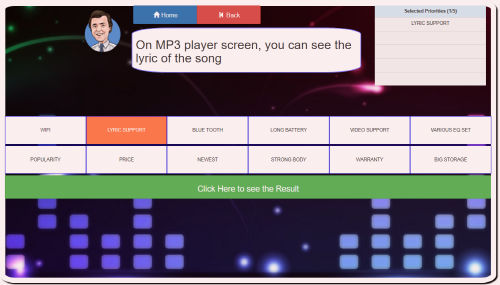 Home
Back
Selected Priorities (1/5)
LYRIC SUPPORT
On MP3 player screen, you can see the
lyric of the song
WIFI
LYRIC SUPPORT
BLUE TOOTH
LONG BATTERY
VIDEO SUPPORT
VARIOUS EQ SET
POPULARITY
PRICE
NEWEST
STRONG BODY
WARRANTY
BIG STORAGE
Click Here to see the Result